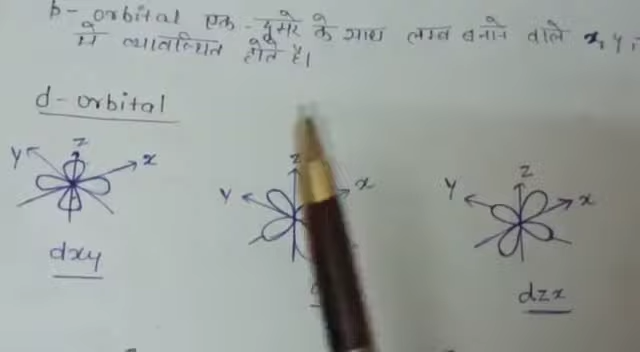 p-orbital एक-दूसरे के साथ लम्ब बनाने वाले x, y,
में व्यवस्थित होते है।
d-orbital
Y Z x
Y Z x
Y Z x
dxy
dzx